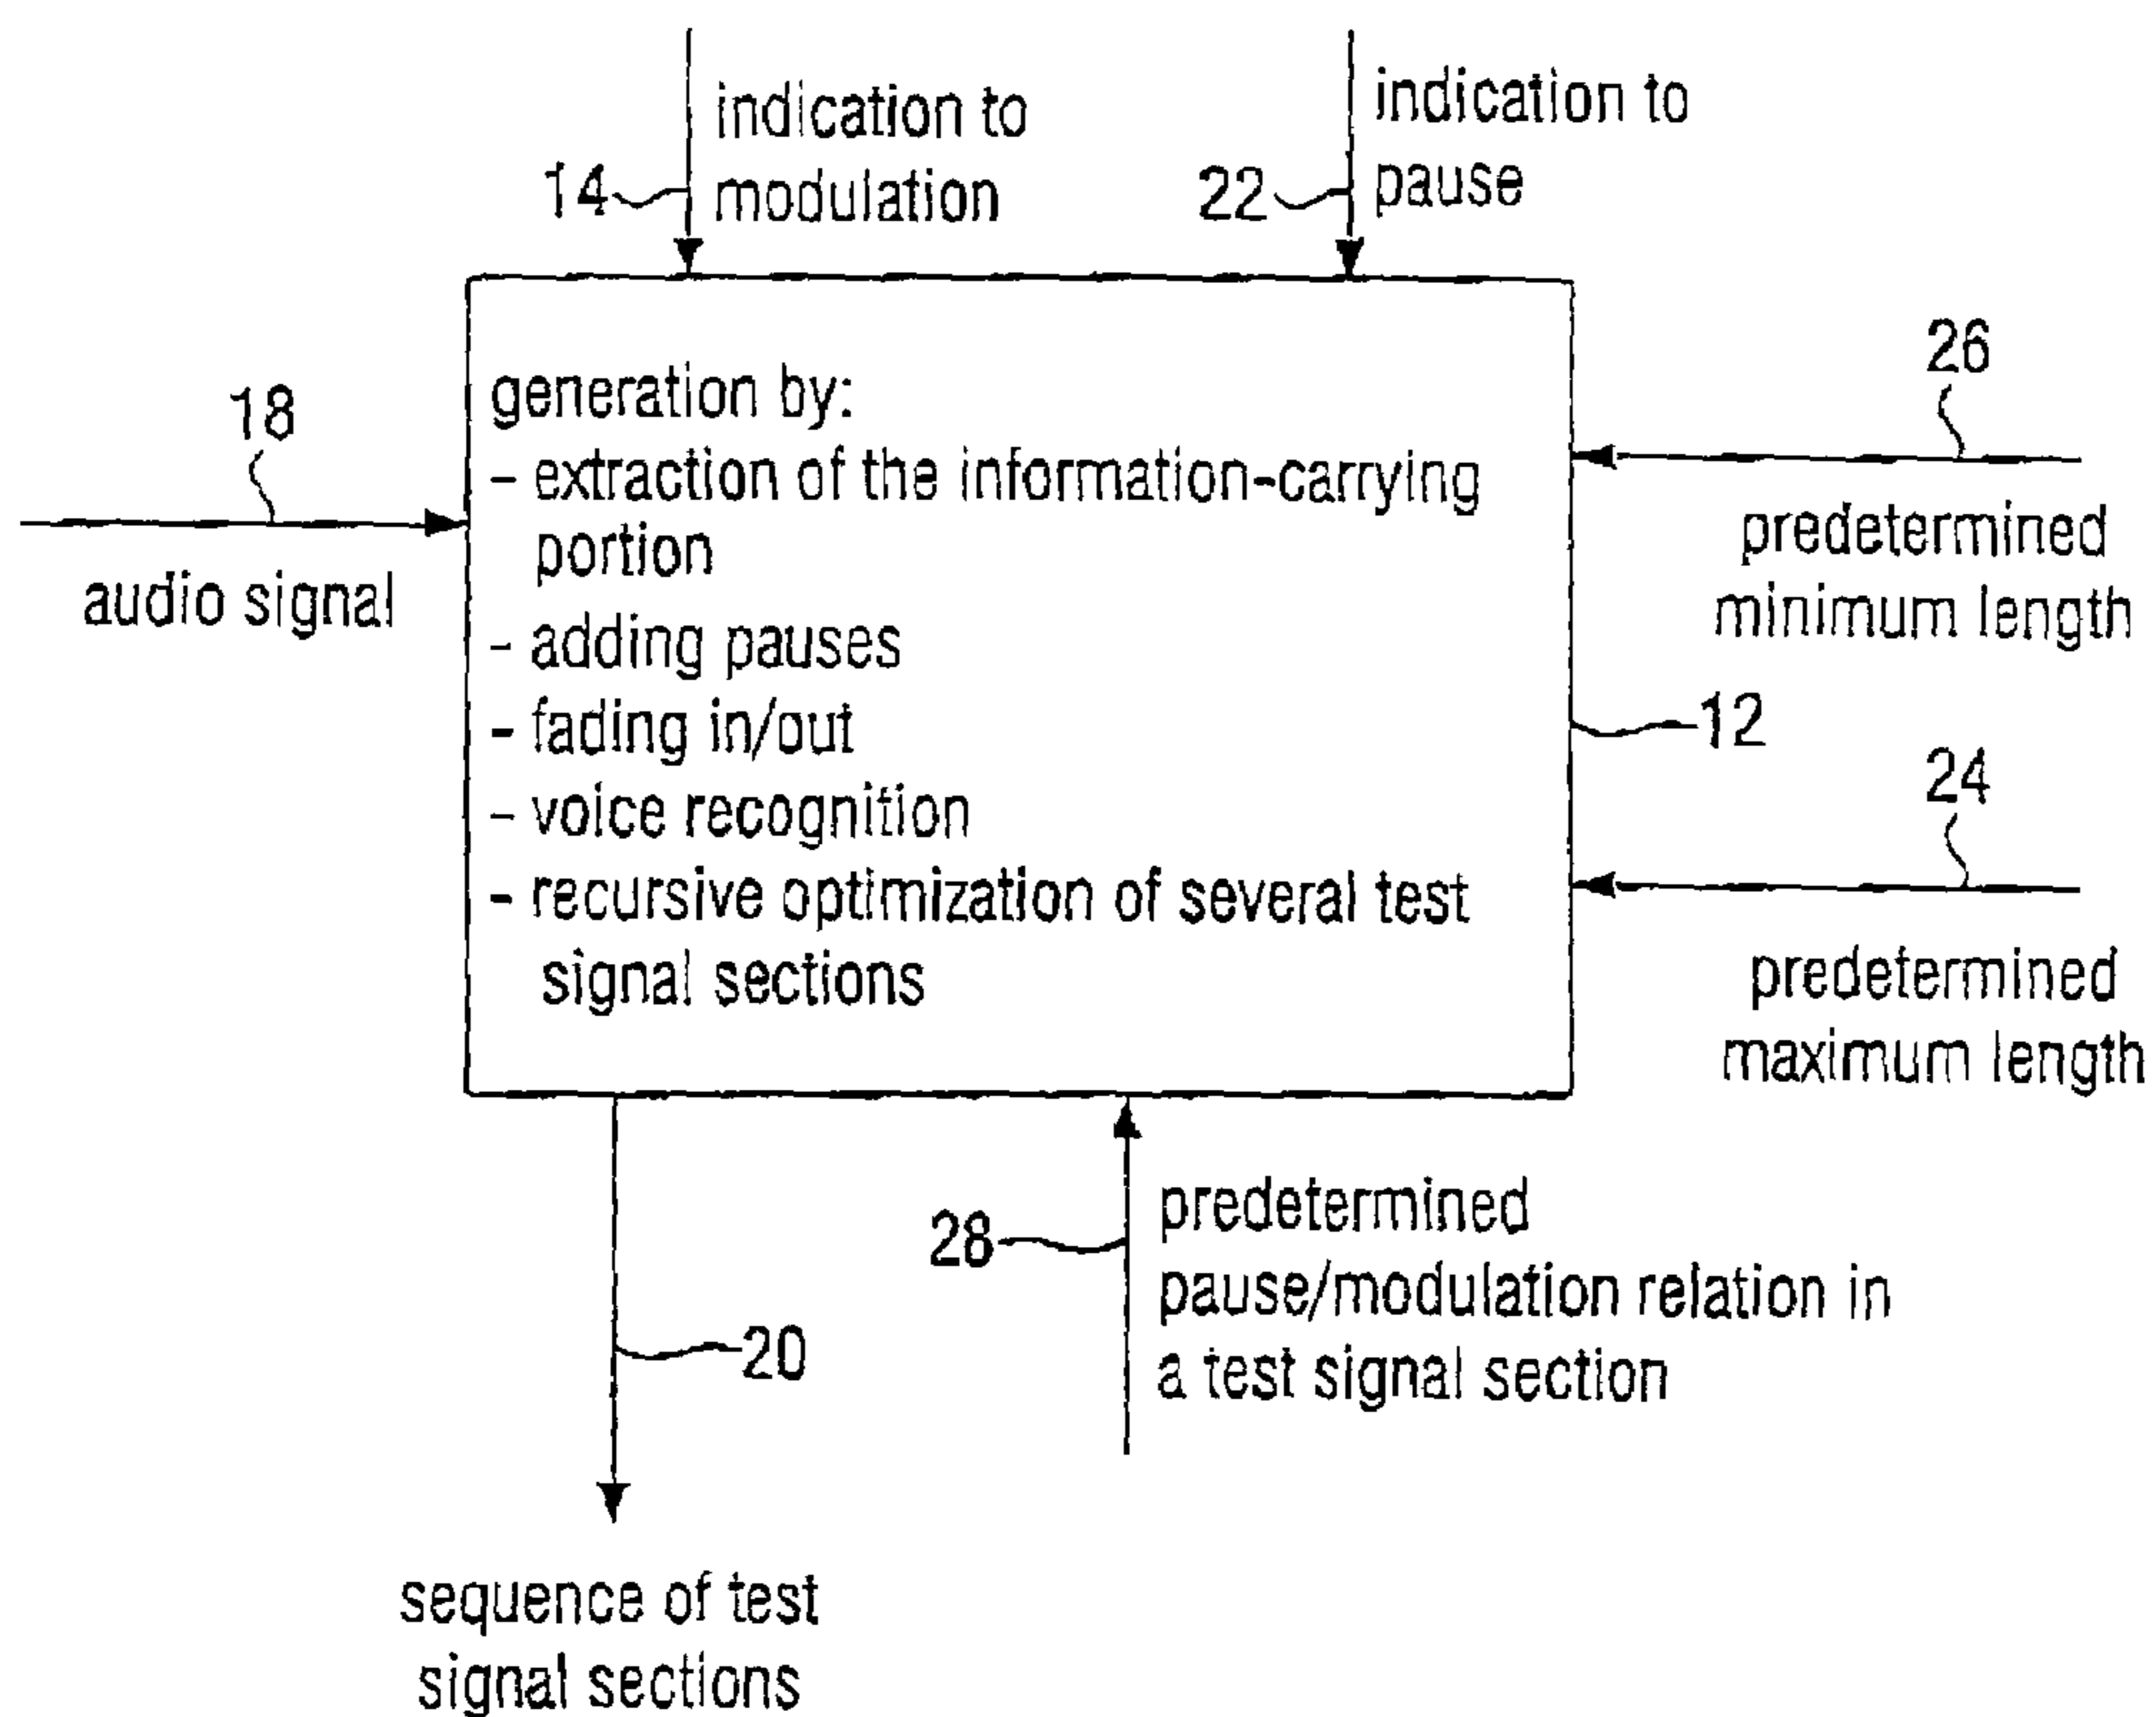 indication to
modulation
14
indication to
pause
22
18
audio signal
generation by:
- extraction of the information-carrying
portion
- adding pauses
- fading in/out
- voice recognition
- recursive optimization of several test
signal sections
26
predetermined
minimum length
12
24
predetermined
maximum length
28
predetermined
pause/modulation relation in
a test signal section
20
sequence of test
signal sections